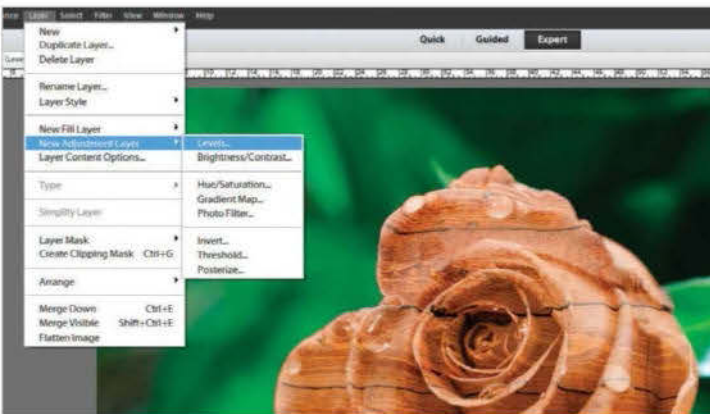 Layer Select Filter View Window Help
Quick Guided Expert
New
Duplicate Layer...
Delete Layer
Rename Layer...
Layer Style
New Fill Layer
New Adjustment Layer
Layer Content Options...
Type
Simplify Layer
Layer Mask
Create Clipping Mask Ctrl+G
Arrange
Merge Down Ctrl+E
Merge Visible Shift+Ctrl+E
Flatten Image
Levels...
Brightness/Contrast...
Hue/Saturation...
Gradient Map...
Photo Filter...
Invert...
Threshold...
Posterize...